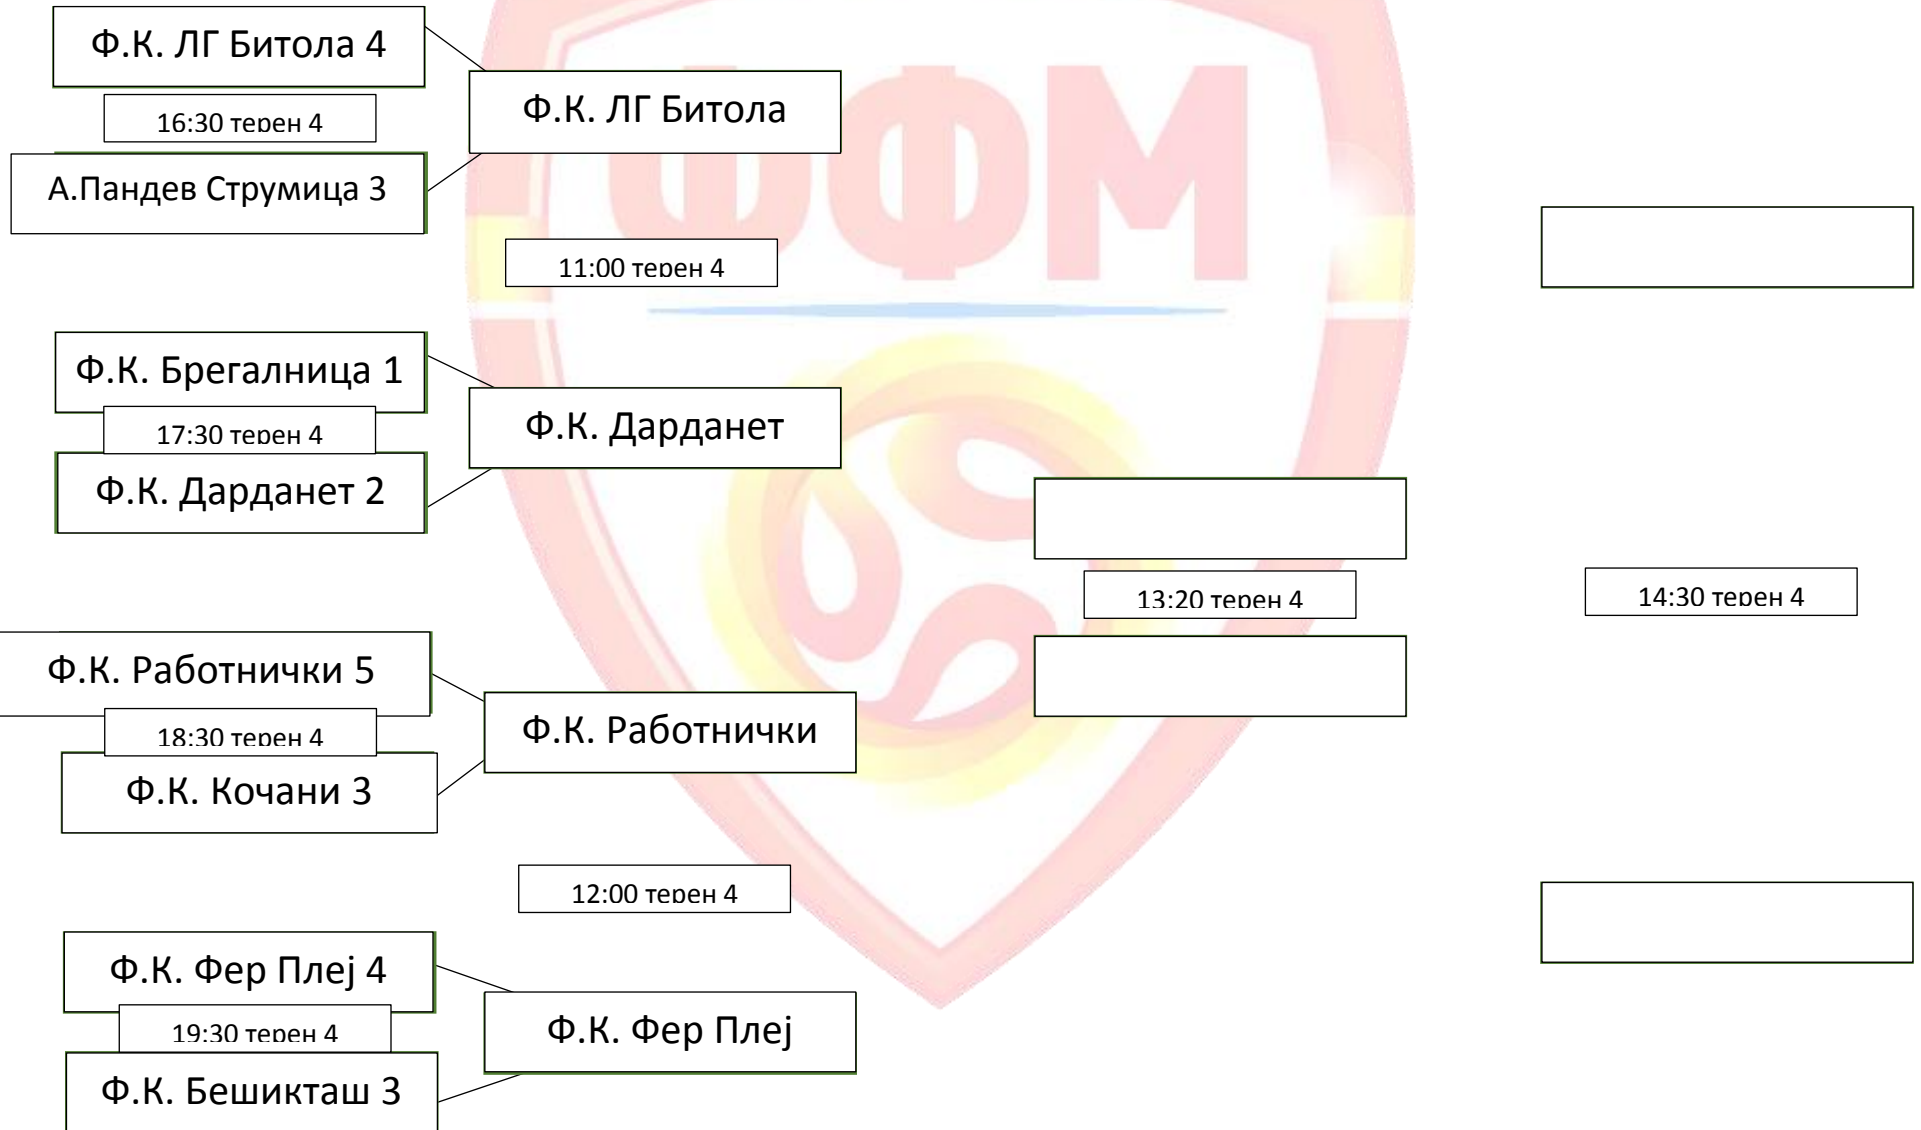 Ф.К. ЛГ Битола 4
16:30 терен 4
А.Пандев Струмица 3
Ф.К. ЛГ Битола
11:00 терен 4
ФФМ
Ф.К. Брегалница 1
17:30 терен 4
Ф.К. Дарданет 2
Ф.К. Дарданет
13:20 терен 4
14:30 терен 4
Ф.К. Работнички 5
18:30 терен 4
Ф.К. Кочани 3
Ф.К. Работнички
12:00 терен 4
Ф.К. Фер Плеј 4
19:30 терен 4
Ф.К. Бешикташ 3
Ф.К. Фер Плеј